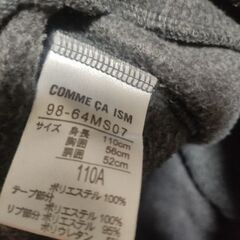 COMME ÇA ISM
98-64MS07
サイズ 身長 110cm
胸囲 56cm
胴囲 52cm
110A
ポリエステル 100%
テープ部分
ポリエステル 100%
リブ部分
ポリエステル 95%
ポリウレタン